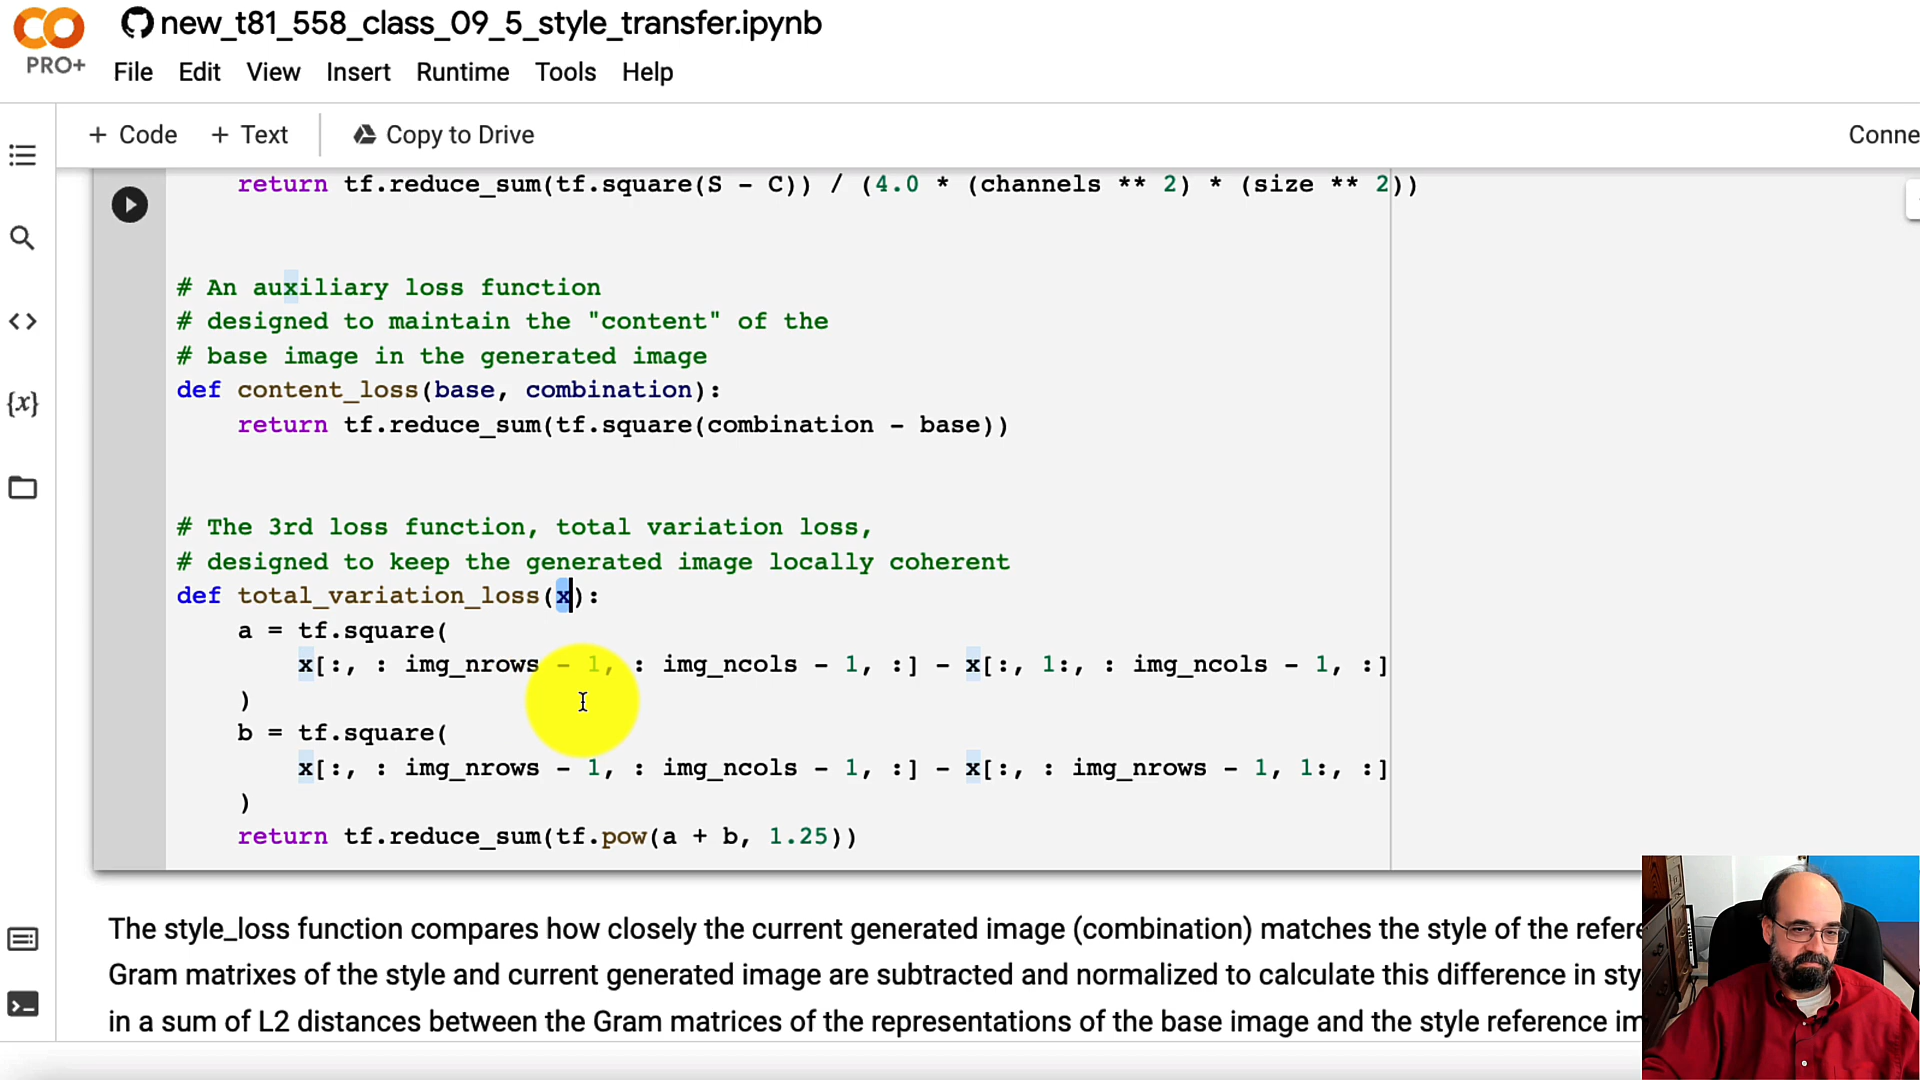 new_t81_558_class_09_5_style_transfer.ipynb
PRO+
File Edit View Insert Runtime Tools Help
+ Code + Text Copy to Drive Conne
return tf.reduce_sum(tf.square(S - C)) / (4.0 * (channels ** 2) * (size ** 2))
# An auxiliary loss function
# designed to maintain the "content" of the
# base image in the generated image
def content_loss(base, combination):
return tf.reduce_sum(tf.square(combination - base))
# The 3rd loss function, total variation loss,
# designed to keep the generated image locally coherent
def total_variation_loss(x):
a = tf.square(
x[:, : img_nrows - 1, : img_ncols - 1, :] - x[:, 1:, : img_ncols - 1, :]
)
b = tf.square(
x[:, : img_nrows - 1, : img_ncols - 1, :] - x[:, : img_nrows - 1, 1:, :]
)
return tf.reduce_sum(tf.pow(a + b, 1.25))
The style_loss function compares how closely the current generated image (combination) matches the style of the refere
Gram matrixes of the style and current generated image are subtracted and normalized to calculate this difference in sty
in a sum of L2 distances between the Gram matrices of the representations of the base image and the style reference im